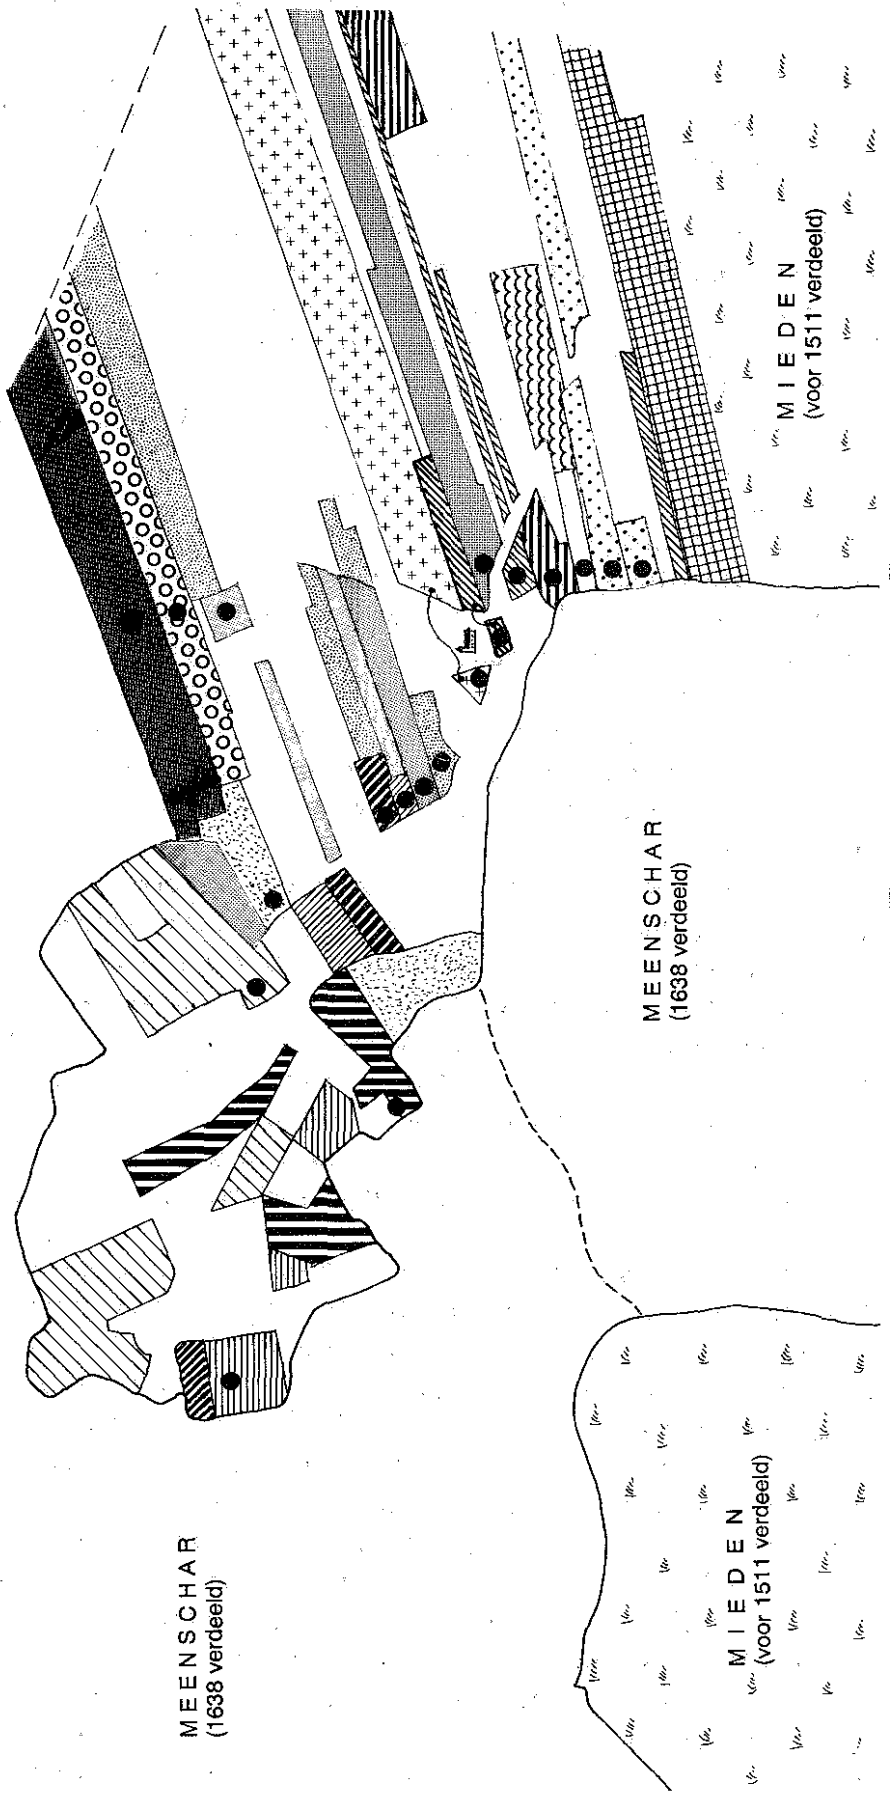 MIEDEN
(voor 1511 verdeeld)
MEENSCHAR
(1638 verdeeld)
MEENSCHAR
(1638 verdeeld)
MIEDEN
(voor 1511 verdeeld)